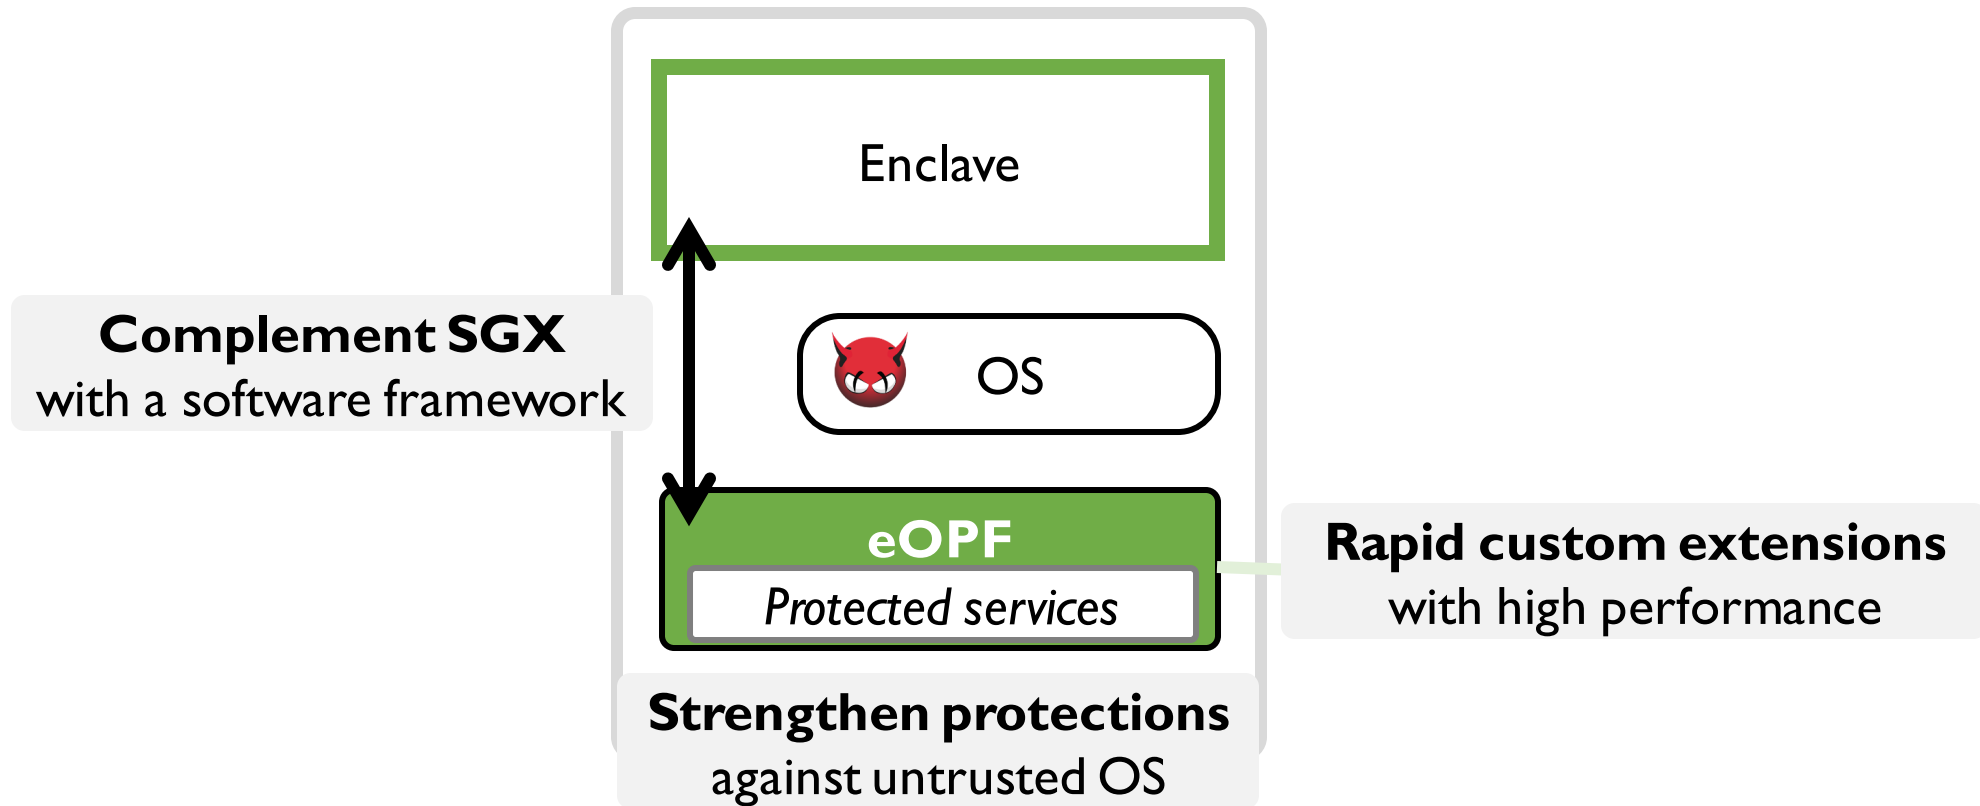 Enclave
Complement SGX
with a software framework
OS
eOPF
Protected services
Rapid custom extensions
with high performance
Strengthen protections
against untrusted OS